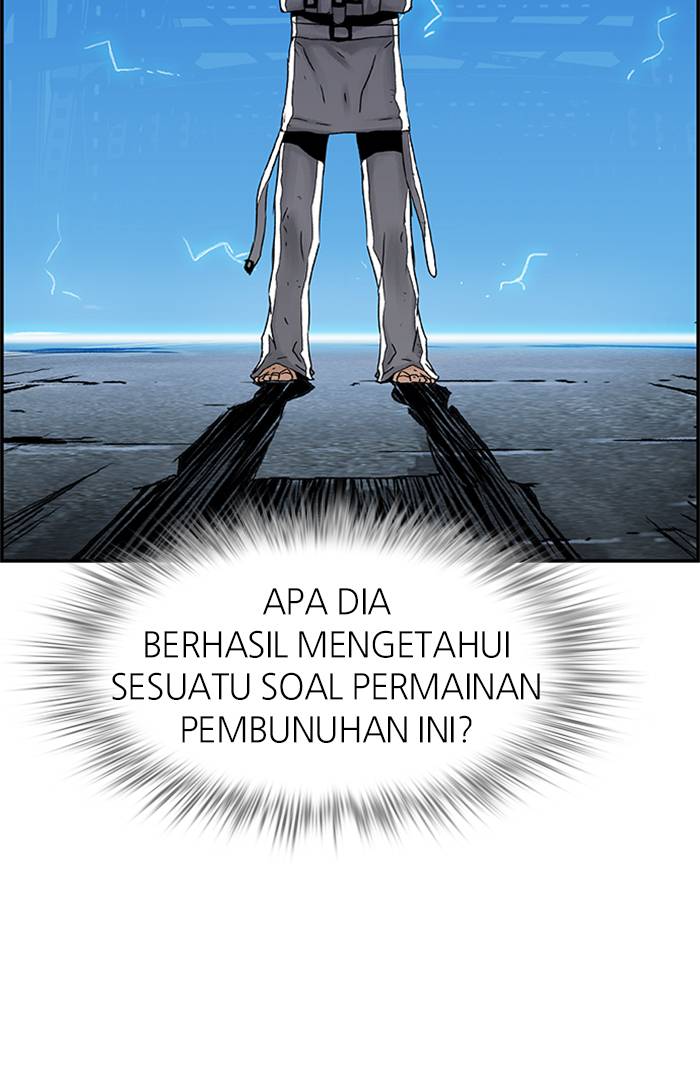 APA DIA
BERHASIL MENGETAHUI
SESUATU SOAL PERMAINAN
PEMBUNUHAN INI?